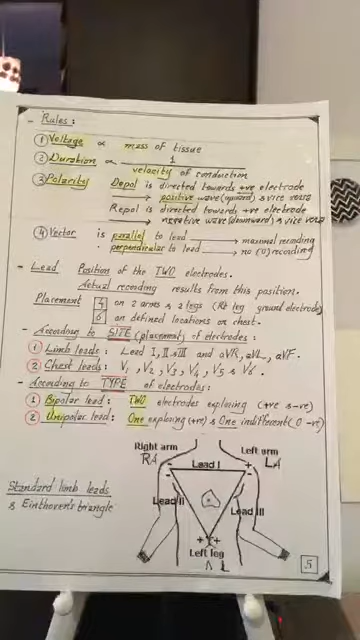 - Rules:
① Voltage ∝ mass of tissue
② Duration ∝ 1
velocity of conduction
③ Polarity Depol is directed towards +ve electrode
→ positive wave (upward) & vice versa
Repol is directed towards +ve electrode
→ negative wave (downward) & vice versa
④ Vector is parallel to lead → maximal recording
perpendicular to lead → no (0) recording
- Lead Positions of the TWO electrodes.
Actual recording results from this position.
Placement 4 on 2 arms & 2 legs (Rt leg ground electrode)
6 on defined locations on chest.
- According to SITE (placement) of electrodes:
① Limb leads: Lead I, II & III and aVR, aVL, aVF.
② Chest leads: V1, V2, V3, V4, V5 & V6.
- According to TYPE of electrodes:
① Bipolar lead: TWO electrodes exploring (+ve & -ve)
② Unipolar lead: One exploring (+ve) & One indifferent (0 -ve)
Right arm Left arm
RA - Lead I + LA
- -
Standard limb leads
& Einthoven's triangle
Lead II Lead III
+ +
Left leg
LL
5